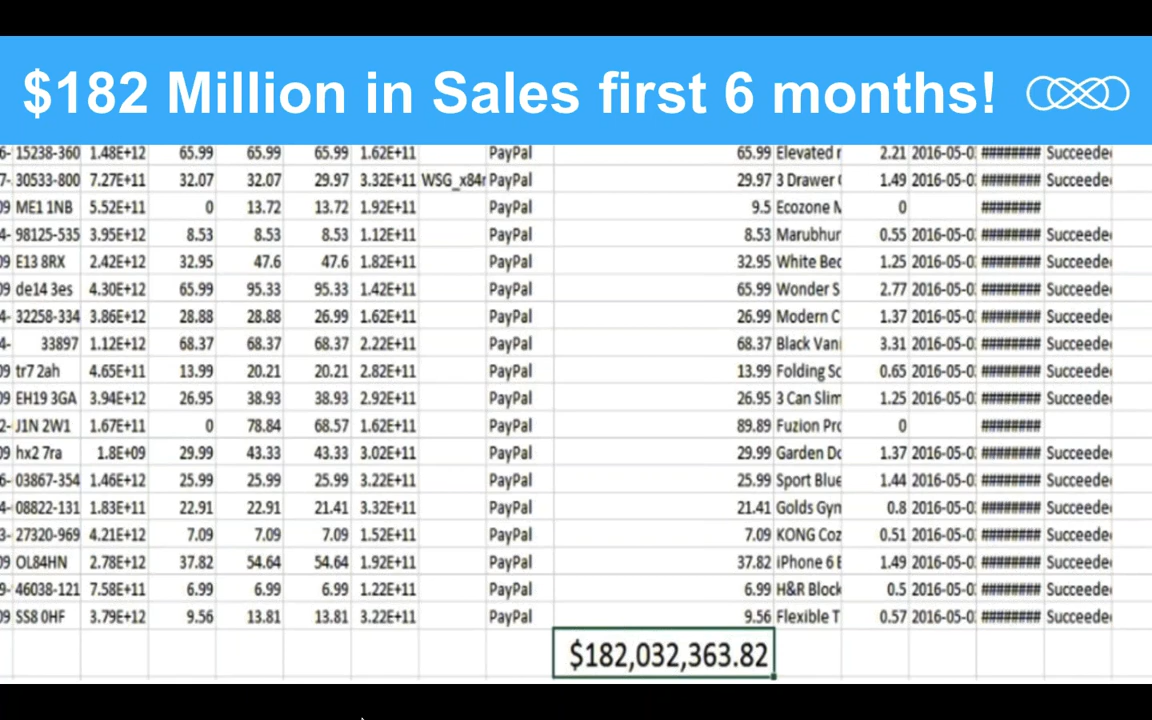 $182 Million in Sales first 6 months!
6- 15238-360 1.48E+12 65.99 65.99 65.99 1.62E+11 PayPal 65.99 Elevated r 2.21 2016-05-0 ######## Succeede
7- 30533-800 7.27E+11 32.07 32.07 29.97 3.32E+11 WSG_x84r PayPal 29.97 3 Drawer 1.49 2016-05-0 ######## Succeede
09 ME1 1NB 5.52E+11 0 13.72 13.72 1.92E+11 PayPal 9.5 Ecozone M 0 ########
4- 98125-535 3.95E+12 8.53 8.53 8.53 1.12E+11 PayPal 8.53 Marubhur 0.55 2016-05-0 ######## Succeede
09 E13 8RX 2.42E+12 32.95 47.6 47.6 1.82E+11 PayPal 32.95 White Bec 1.25 2016-05-0 ######## Succeede
09 de14 3es 4.30E+12 65.99 95.33 95.33 1.42E+11 PayPal 65.99 Wonder S 2.77 2016-05-0 ######## Succeede
4- 32258-334 3.86E+12 28.88 28.88 26.99 1.62E+11 PayPal 26.99 Modern C 1.37 2016-05-0 ######## Succeede
4- 33897 1.12E+12 68.37 68.37 68.37 2.22E+11 PayPal 68.37 Black Vani 3.31 2016-05-0 ######## Succeede
09 tr7 2ah 4.65E+11 13.99 20.21 20.21 2.82E+11 PayPal 13.99 Folding Sc 0.65 2016-05-0 ######## Succeede
09 EH19 3GA 3.94E+12 26.95 38.93 38.93 2.92E+11 PayPal 26.95 3 Can Slim 1.25 2016-05-0 ######## Succeede
2- J1N 2W1 1.67E+11 0 78.84 68.57 1.62E+11 PayPal 89.89 Fuzion Pro 0 ########
09 hx2 7ra 1.8E+09 29.99 43.33 43.33 3.02E+11 PayPal 29.99 Garden Do 1.37 2016-05-0 ######## Succeede
6- 03867-354 1.46E+12 25.99 25.99 25.99 3.22E+11 PayPal 25.99 Sport Blue 1.44 2016-05-0 ######## Succeede
4- 08822-131 1.83E+11 22.91 22.91 21.41 3.32E+11 PayPal 21.41 Golds Gyn 0.8 2016-05-0 ######## Succeede
3- 27320-969 4.21E+12 7.09 7.09 7.09 1.52E+11 PayPal 7.09 KONG Coz 0.51 2016-05-0 ######## Succeede
09 OL84HN 2.78E+12 37.82 54.64 54.64 1.92E+11 PayPal 37.82 iPhone 6 E 1.49 2016-05-0 ######## Succeede
9- 46038-121 7.58E+11 6.99 6.99 6.99 1.22E+11 PayPal 6.99 H&R Block 0.5 2016-05-0 ######## Succeede
09 SS8 0HF 3.79E+12 9.56 13.81 13.81 3.22E+11 PayPal 9.56 Flexible T 0.57 2016-05-0 ######## Succeede
$182,032,363.82